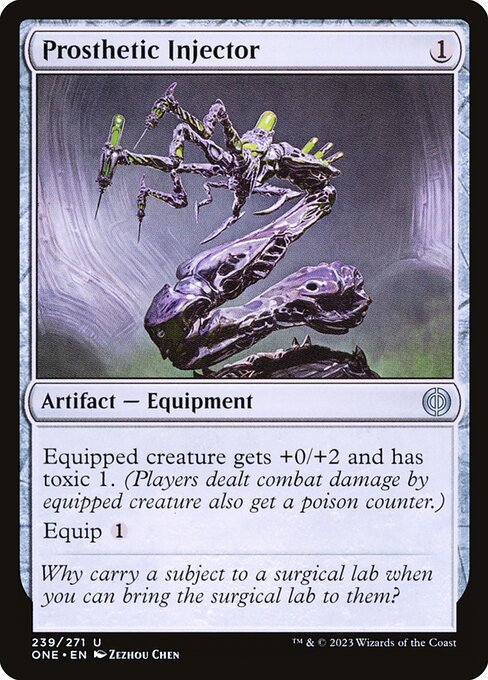 Prosthetic Injector 1
Artifact — Equipment
Equipped creature gets +0/+2 and has
toxic 1. (Players dealt combat damage by
equipped creature also get a poison counter.)
Equip 1
Why carry a subject to a surgical lab when
you can bring the surgical lab to them?
239/271 U
ONE • EN Zezhou Chen
™ & © 2023 Wizards of the Coast